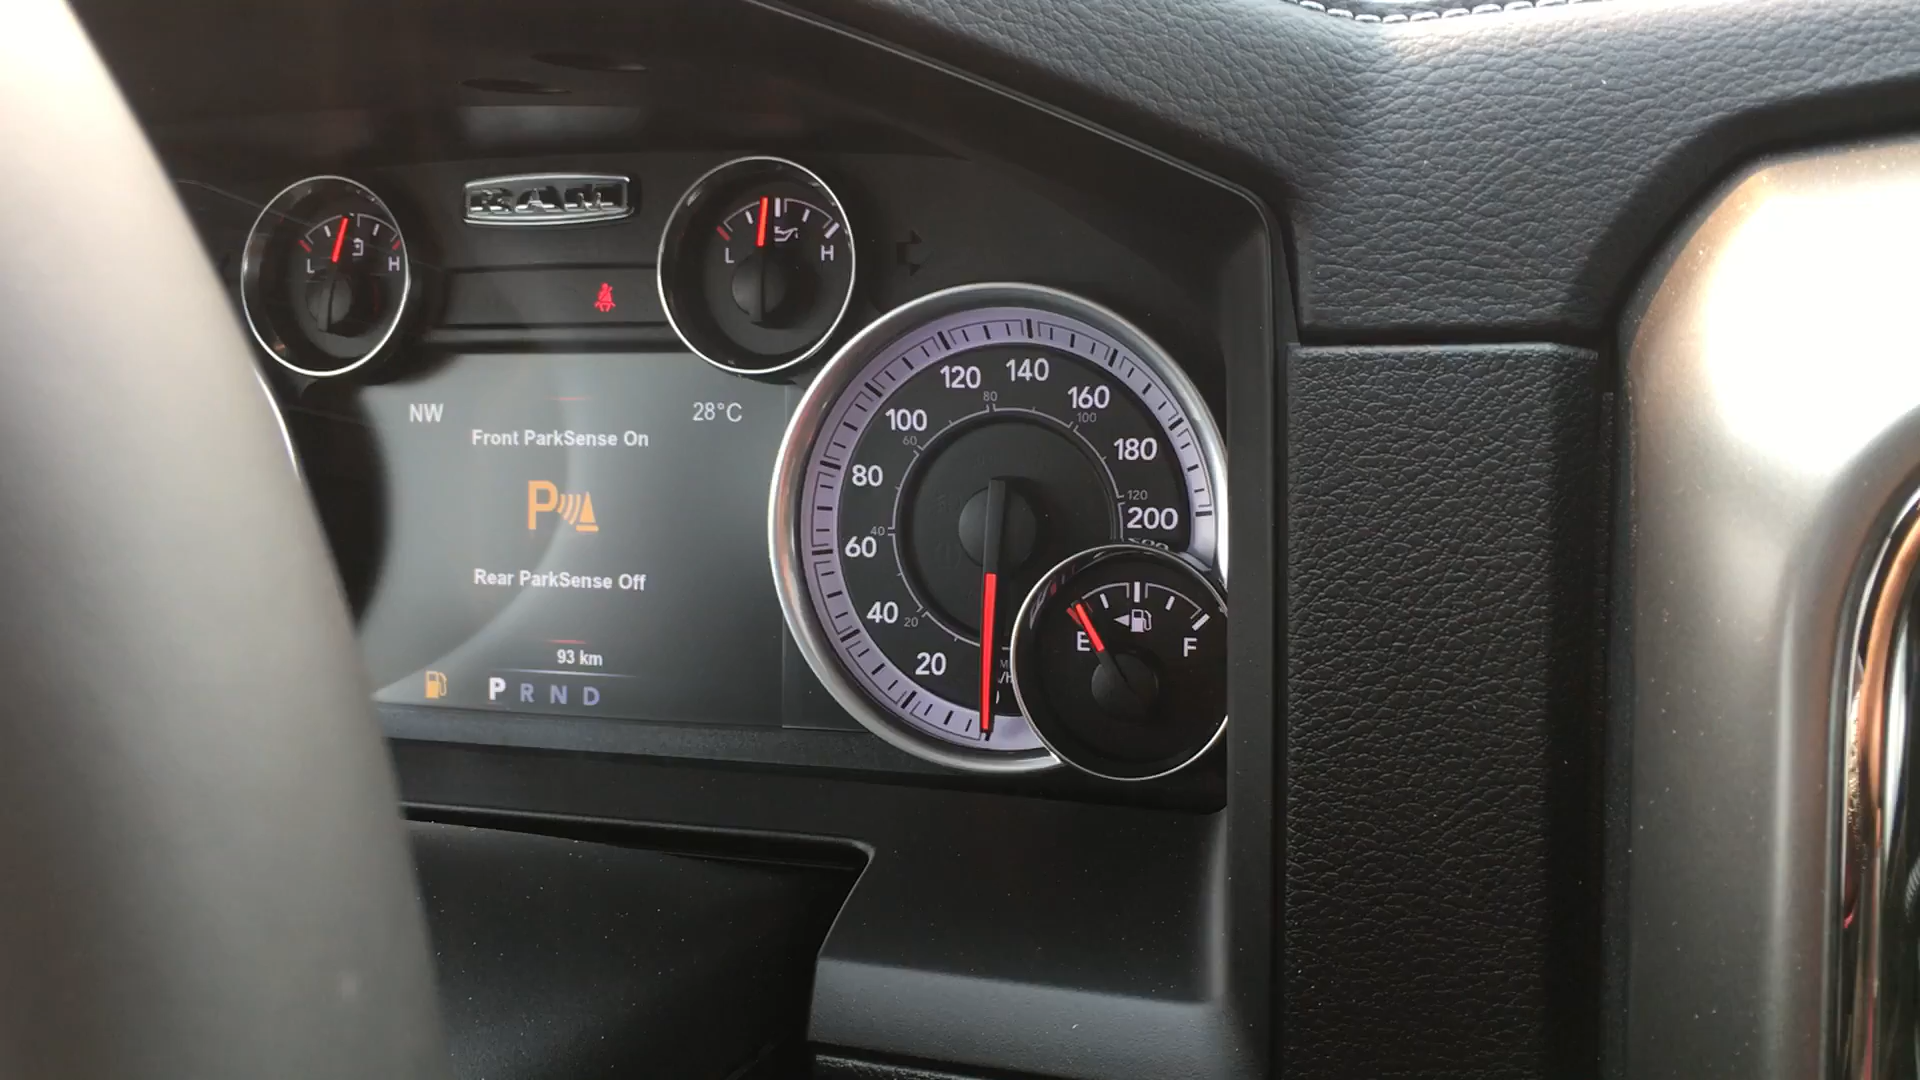 RAM
L H
L H
NW 28°C
Front ParkSense On
P
Rear ParkSense Off
93 km
P R N D
20
40
60
80
100
120
140
160
180
200
20
40
60
80
100
120
E F